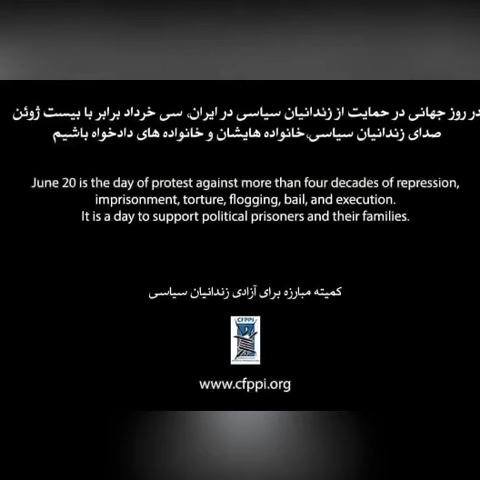 در روز جهانی در حمایت از زندانیان سیاسی در ایران، سی خرداد برابر با بیست ژوئن
صدای زندانیان سیاسی،خانواده هایشان و خانواده های دادخواه باشیم
June 20 is the day of protest against more than four decades of repression,
imprisonment, torture, flogging, bail, and execution.
It is a day to support political prisoners and their families.
کمیته مبارزه برای آزادی زندانیان سیاسی
CFPPI
www.cfppi.org